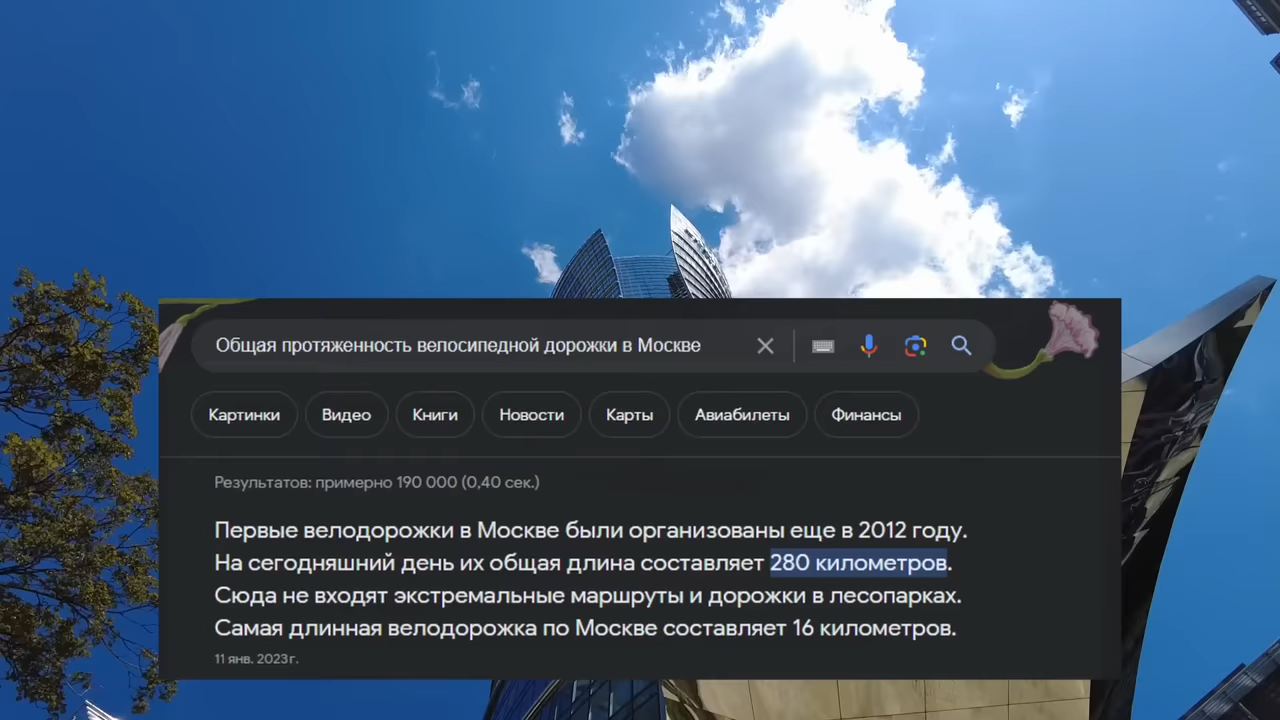 Общая протяженность велосипедной дорожки в Москве
Картинки Видео Книги Новости Карты Авиабилеты Финансы
Результатов: примерно 190 000 (0,40 сек.)
Первые велодорожки в Москве были организованы еще в 2012 году.
На сегодняшний день их общая длина составляет 280 километров.
Сюда не входят экстремальные маршруты и дорожки в лесопарках.
Самая длинная велодорожка по Москве составляет 16 километров.
11 янв. 2023 г.